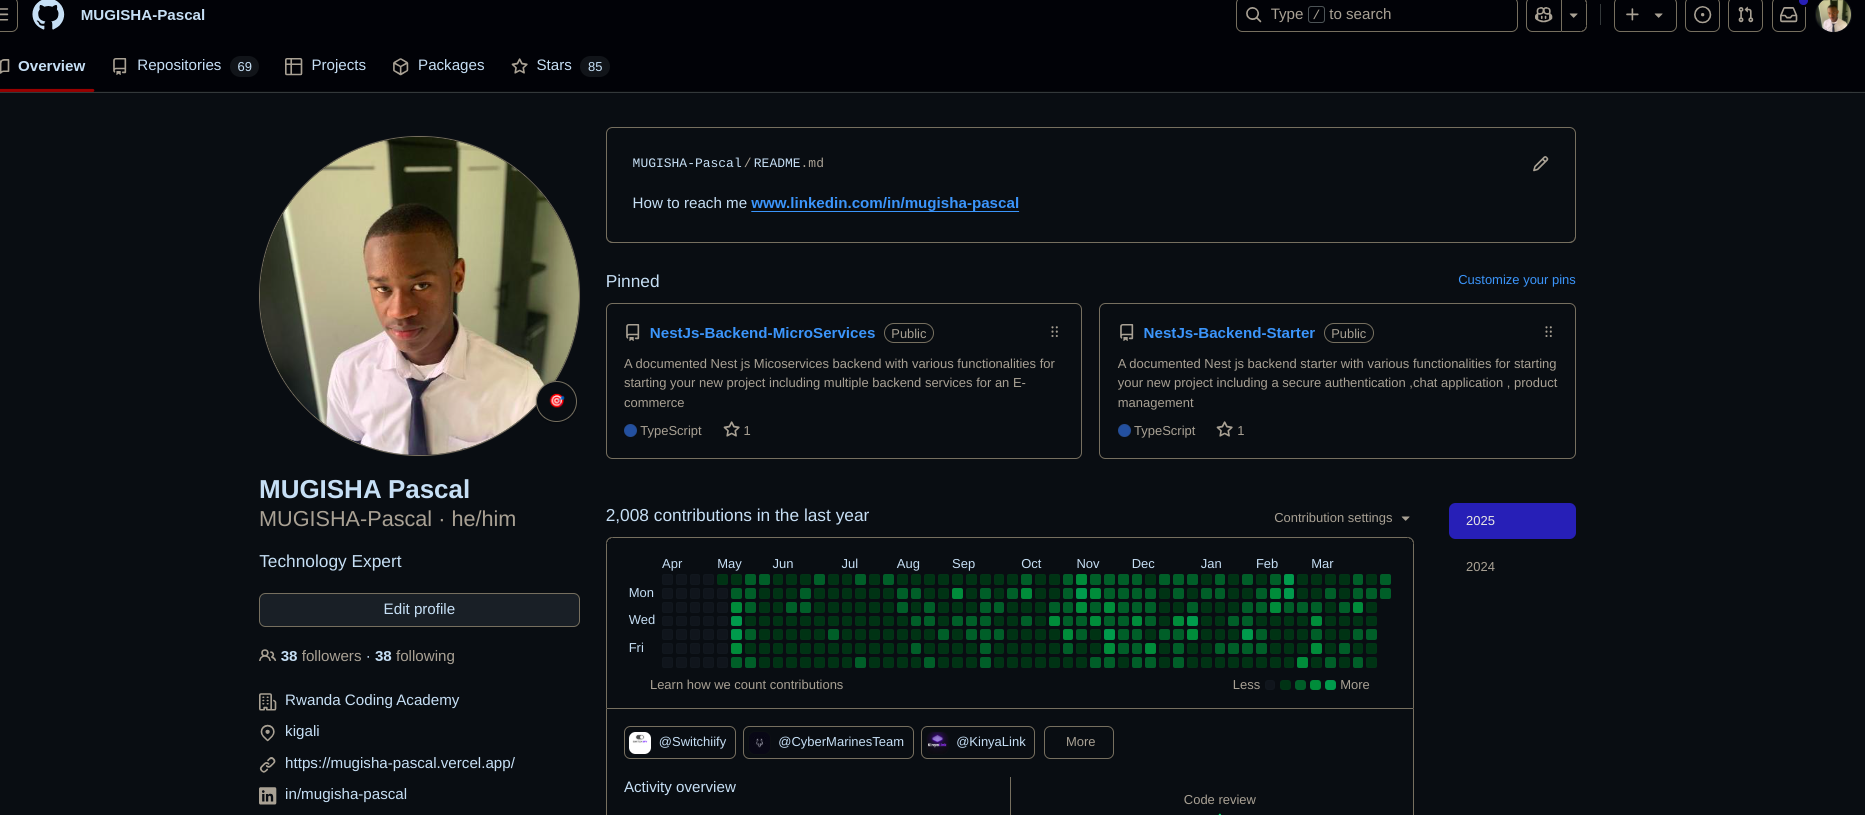 MUGISHA-Pascal
Type / to search
Overview
Repositories 69
Projects
Packages
Stars 85
MUGISHA-Pascal/README.md
How to reach me www.linkedin.com/in/mugisha-pascal
Pinned
Customize your pins
NestJs-Backend-MicroServices Public
A documented Nest js Micoservices backend with various functionalities for
starting your new project including multiple backend services for an E-
commerce
TypeScript 1
NestJs-Backend-Starter Public
A documented Nest js backend starter with various functionalities for starting
your new project including a secure authentication ,chat application , product
management
TypeScript 1
MUGISHA Pascal
MUGISHA-Pascal · he/him
Technology Expert
Edit profile
38 followers · 38 following
Rwanda Coding Academy
kigali
https://mugisha-pascal.vercel.app/
in/mugisha-pascal
2,008 contributions in the last year
Contribution settings
2025
2024
Apr May Jun Jul Aug Sep Oct Nov Dec Jan Feb Mar
Mon
Wed
Fri
Learn how we count contributions
Less More
@Switchiify
@CyberMarinesTeam
@KinyaLink
More
Activity overview
Code review